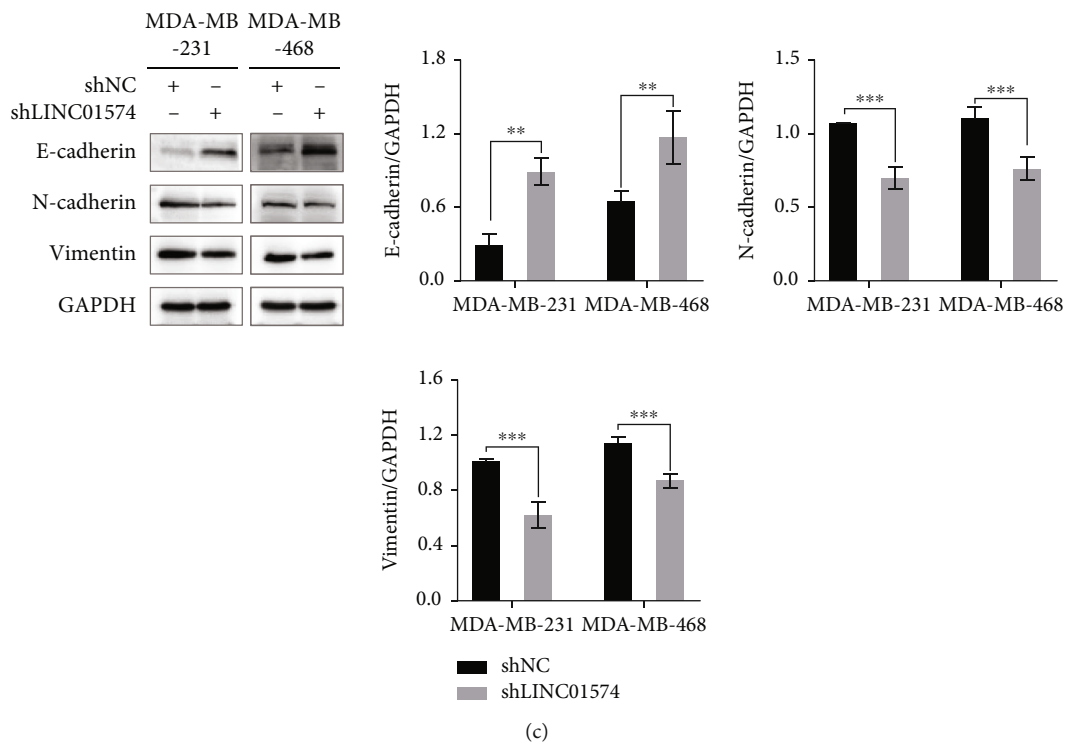 MDA-MB
-231
MDA-MB
-468
shNC + – + –
shLINC01574 – + – +
E-cadherin
N-cadherin
Vimentin
GAPDH
E-cadherin/GAPDH
1.8
1.2
0.6
0.0
**
**
MDA-MB-231 MDA-MB-468
N-cadherin/GAPDH
1.5
1.0
0.5
0.0
***
***
MDA-MB-231 MDA-MB-468
Vimentin/GAPDH
1.6
1.2
0.8
0.4
0.0
***
***
MDA-MB-231 MDA-MB-468
shNC
shLINC01574
(c)